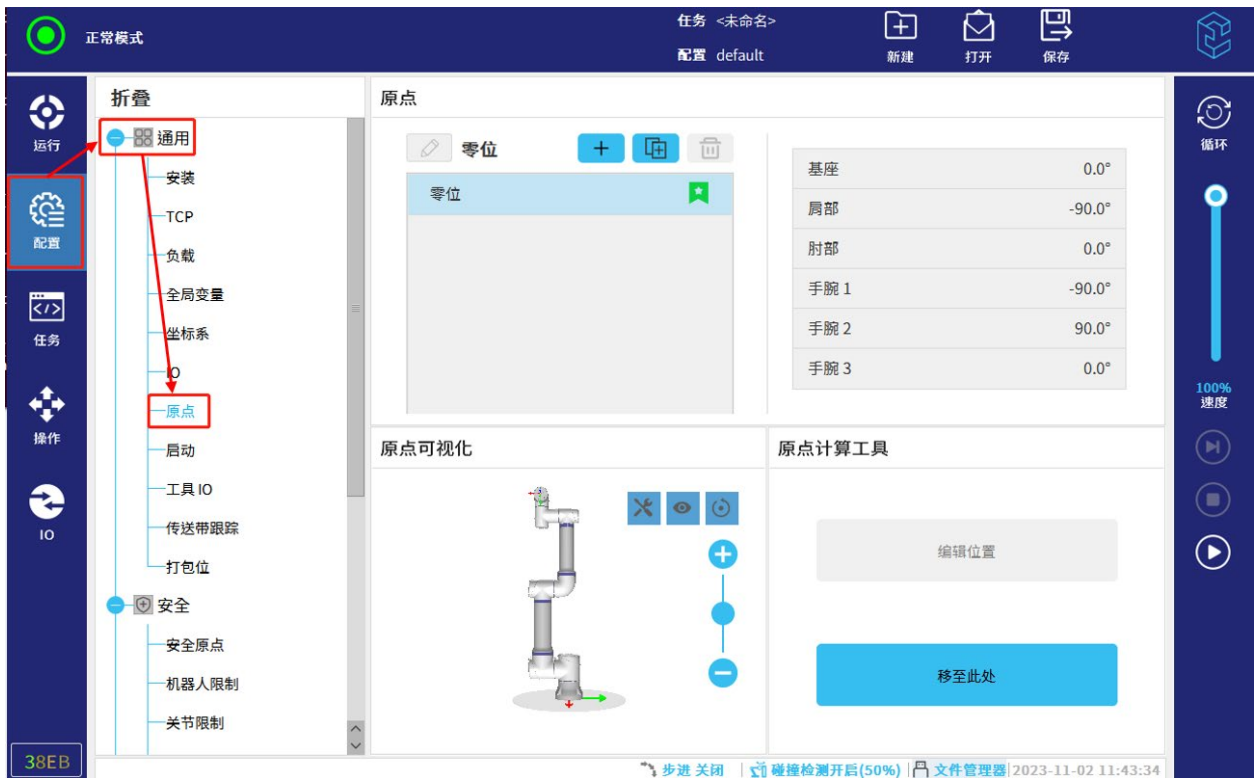 正常模式
任务 <未命名>
配置 default
新建
打开
保存
运行
配置
任务
操作
IO
38EB
折叠
通用
安装
TCP
负载
全局变量
坐标系
IO
原点
启动
工具 IO
传送带跟踪
打包位
安全
安全原点
机器人限制
关节限制
原点
零位
零位
基座 0.0°
肩部 -90.0°
肘部 0.0°
手腕 1 -90.0°
手腕 2 90.0°
手腕 3 0.0°
原点可视化
原点计算工具
编辑位置
移至此处
循环
100%
速度
步进 关闭 碰撞检测开启(50%) 文件管理器 2023-11-02 11:43:34